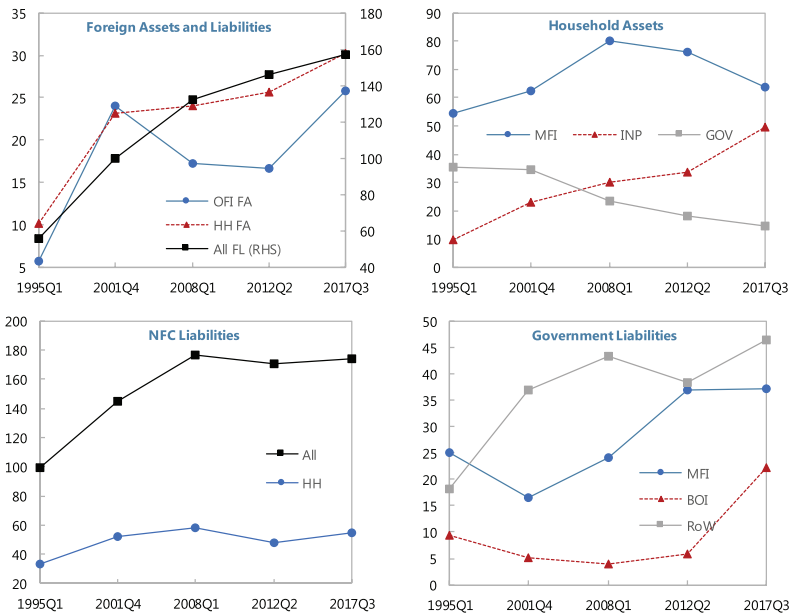 Foreign Assets and Liabilities
35
30
25
20
15
10
5
180
160
140
120
100
80
60
40
OFI FA
HH FA
All FL (RHS)
1995Q1 2001Q4 2008Q1 2012Q2 2017Q3
Household Assets
90
80
70
60
50
40
30
20
10
0
MFI INP GOV
1995Q1 2001Q4 2008Q1 2012Q2 2017Q3
NFC Liabilities
200
180
160
140
120
100
80
60
40
20
All
HH
1995Q1 2001Q4 2008Q1 2012Q2 2017Q3
Government Liabilities
50
45
40
35
30
25
20
15
10
5
0
MFI
BOI
RoW
1995Q1 2001Q4 2008Q1 2012Q2 2017Q3